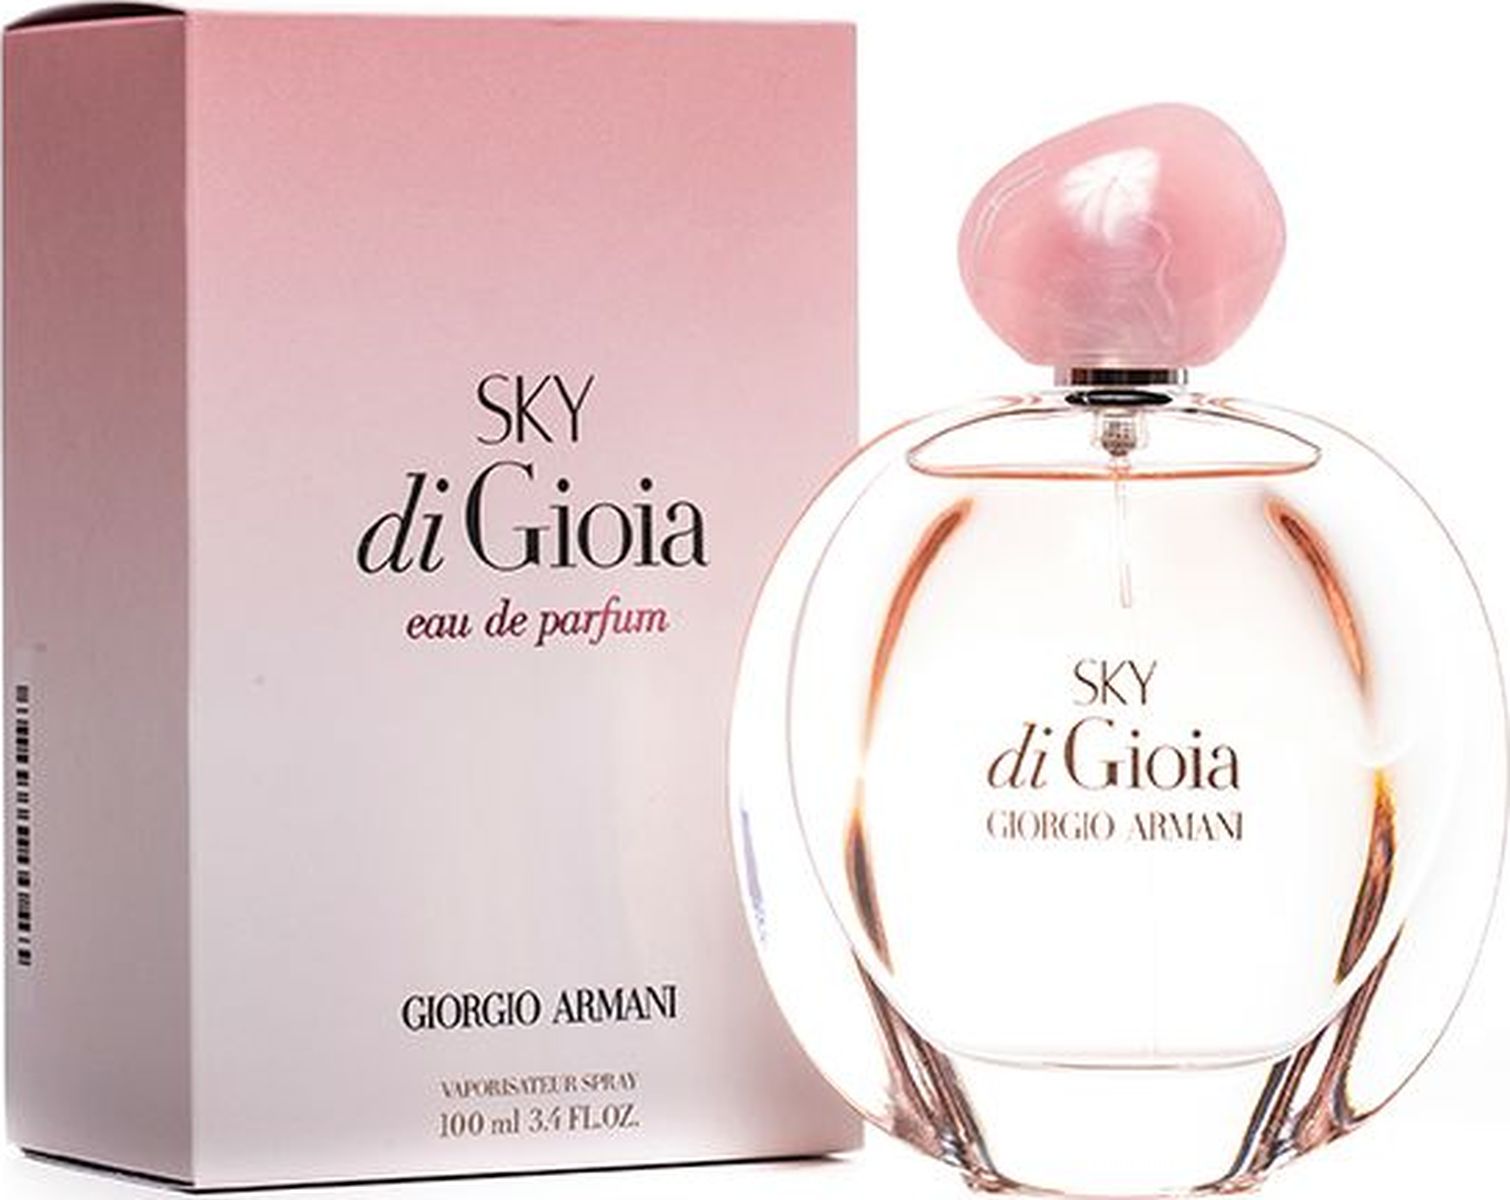 SKY
di Gioia
eau de parfum
GIORGIO ARMANI
VAPORISATEUR SPRAY
100 ml 3.4 FL.OZ.
SKY
di Gioia
GIORGIO ARMANI